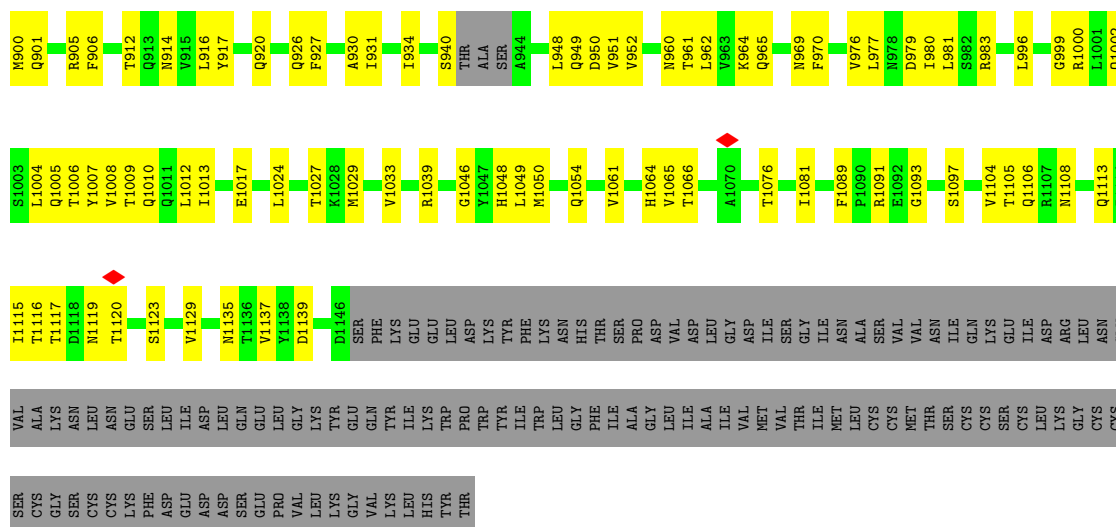 M900 Q901 R905 F906 T912 Q913 N914 V915 L916 Y917 Q920 Q926 F927 A930 I931 I934 S940 THR ALA SER A944 L948 Q949 D950 V951 V952 N960 T961 L962 V963 K964 Q965 N969 F970 V976 L977 N978 D979 I980 L981 S982 R983 L996 G999 R1000 L1001 Q1002
S1003 L1004 Q1005 T1006 Y1007 V1008 T1009 Q1010 Q1011 L1012 I1013 E1017 L1024 T1027 K1028 M1029 V1033 R1039 G1046 Y1047 H1048 L1049 M1050 Q1054 V1061 H1064 V1065 T1066 A1070 T1076 I1081 F1089 P1090 R1091 E1092 G1093 S1097 V1104 T1105 Q1106 R1107 N1108 Q1113
I1115 T1116 T1117 D1118 N1119 T1120 S1123 V1129 N1135 T1136 V1137 Y1138 D1139 D1146 SER PHE LYS GLU GLU LEU ASP LYS TYR PHE LYS ASN HIS THR SER PRO ASP VAL ASP LEU GLY ASP ILE SER GLY ILE ASN ALA SER VAL VAL ASN ILE GLN LYS GLU ILE ASP ARG LEU ASN
VAL ALA LYS ASN LEU ASN GLU SER LEU ILE ASP LEU GLN GLU LEU GLY LYS TYR GLU GLN TYR ILE LYS TRP PRO TRP TYR ILE TRP LEU GLY PHE ILE ALA GLY LEU ILE ALA ILE VAL MET VAL THR ILE MET LEU CYS CYS MET THR SER CYS CYS SER CYS LEU LYS GLY CYS CYS
SER CYS GLY SER CYS CYS LYS PHE ASP GLU ASP ASP SER GLU PRO VAL LEU LYS GLY VAL LYS LEU HIS TYR THR